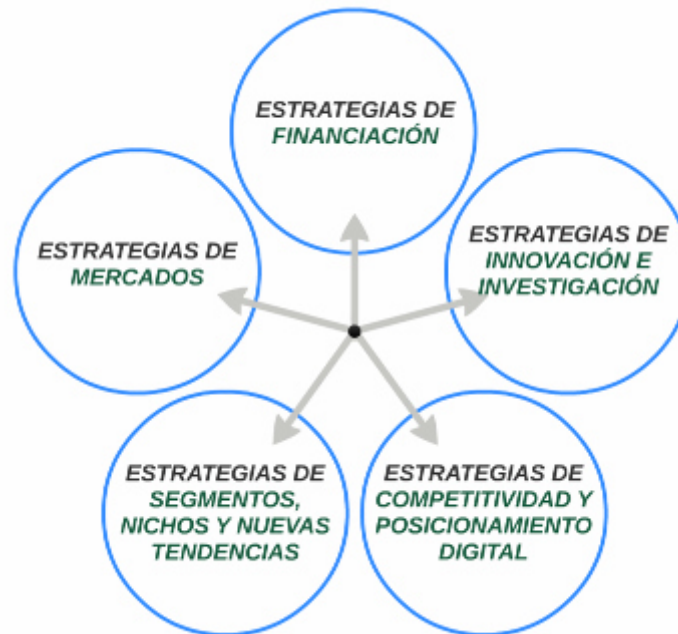 ESTRATEGIAS DE
FINANCIACIÓN
ESTRATEGIAS DE
MERCADOS
ESTRATEGIAS DE
INNOVACIÓN E
INVESTIGACIÓN
ESTRATEGIAS DE
SEGMENTOS,
NICHOS Y NUEVAS
TENDENCIAS
ESTRATEGIAS DE
COMPETITIVIDAD Y
POSICIONAMIENTO
DIGITAL